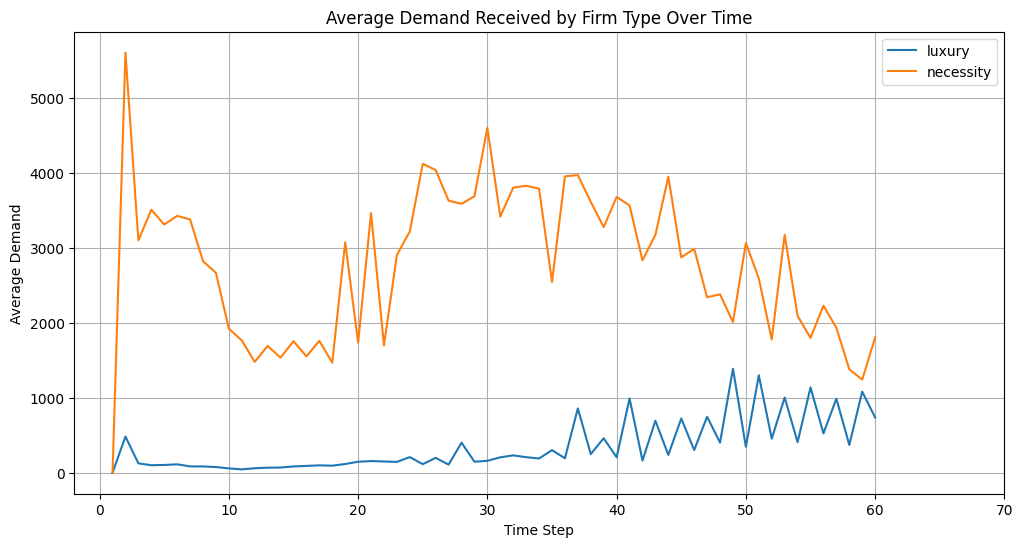 Average Demand Received by Firm Type Over Time
luxury
necessity
Average Demand
5000
4000
3000
2000
1000
0
0 10 20 30 40 50 60 70
Time Step